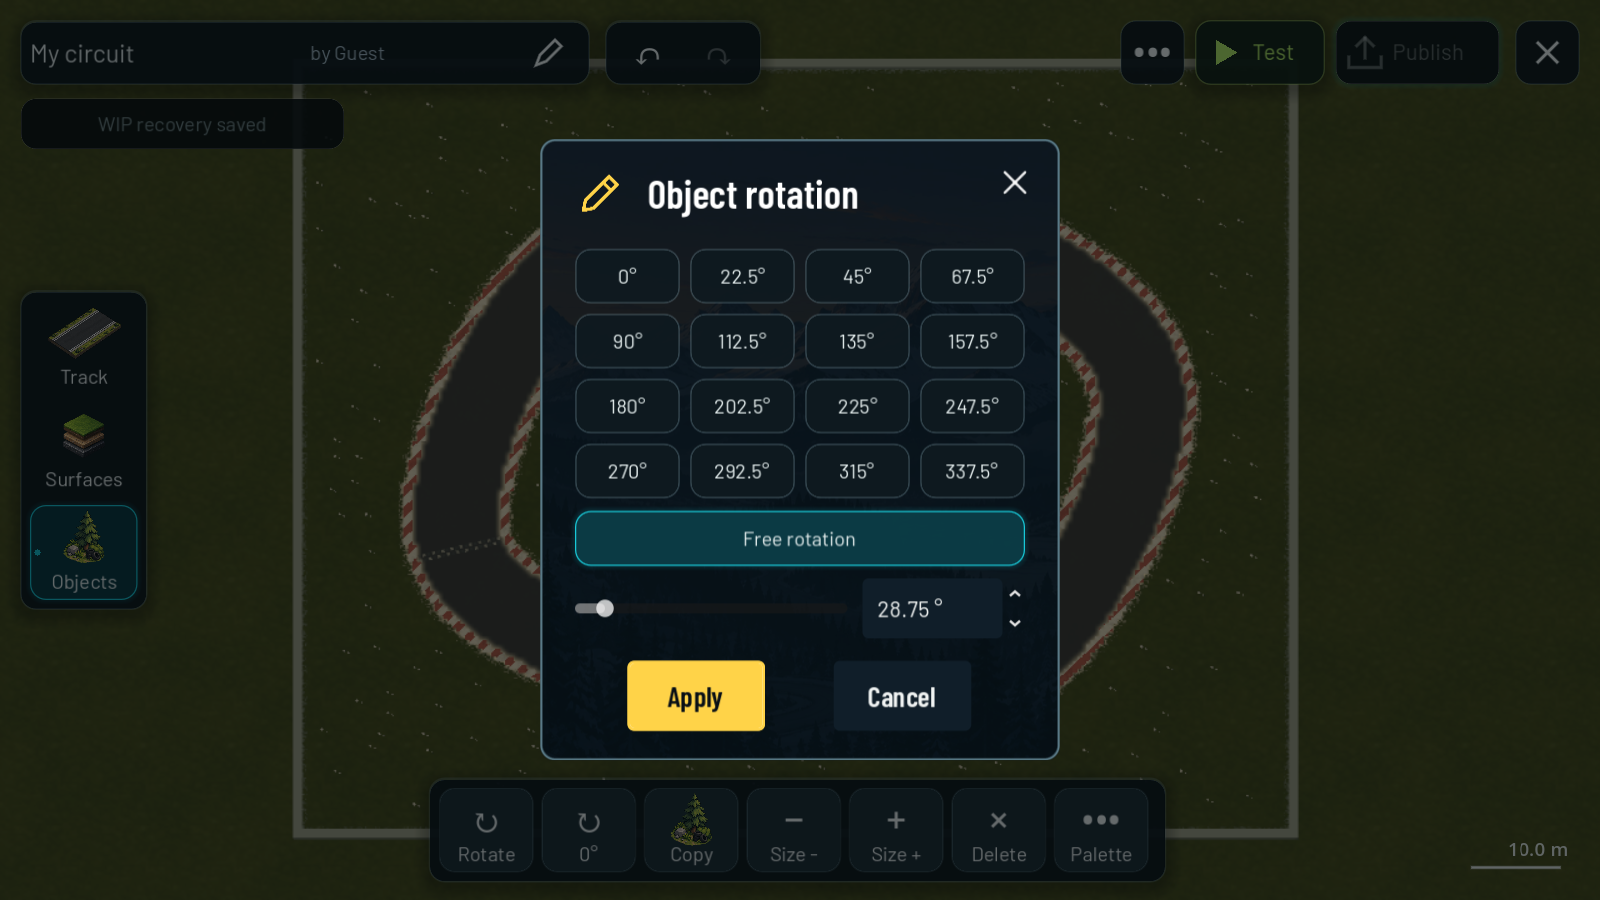 My circuit
by Guest
Test
Publish
WIP recovery saved
Object rotation
0° 22.5° 45° 67.5°
90° 112.5° 135° 157.5°
180° 202.5° 225° 247.5°
270° 292.5° 315° 337.5°
Free rotation
28.75 °
Apply
Cancel
Track
Surfaces
Objects
Rotate
0°
Copy
Size -
Size +
Delete
Palette
10.0 m